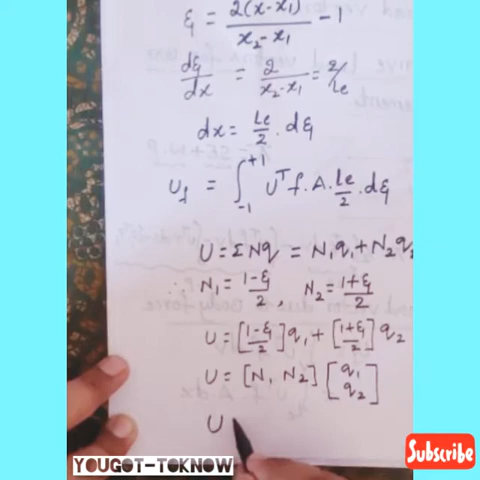 ξ = 2(x-x₁)/x₂-x₁ - 1
dξ/dx = 2/x₂-x₁ = 2/Le
dx = Le/2 . dξ
U_f = ∫₋₁⁺¹ Uᵀ f. A. Le/2 . dξ
U = ΣNq = N₁q₁ + N₂q₂
∴ N₁ = 1-ξ/2 , N₂ = 1+ξ/2
U = [1-ξ/2] q₁ + [1+ξ/2] q₂
U = [N₁ N₂] [q₁ q₂]
U
YOUGOT-TOKNOW
Subscribe